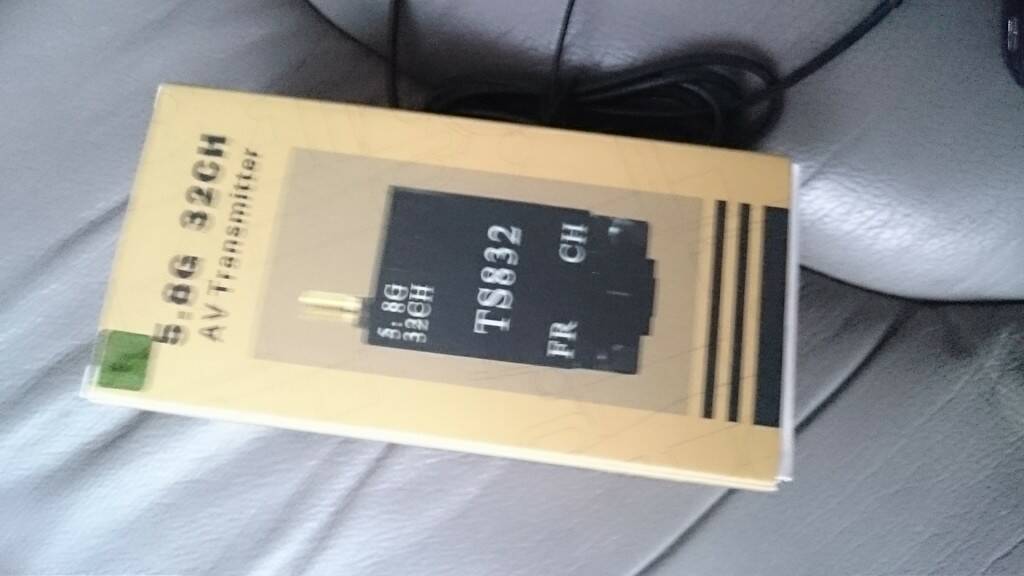 5.8G 32CH
AV Transmitter
5.8G
32CH
TS832
FR CH